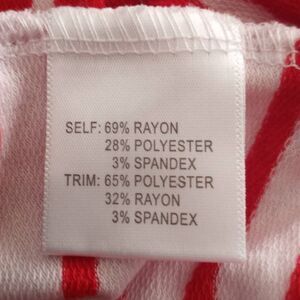 SELF: 69% RAYON
28% POLYESTER
3% SPANDEX
TRIM: 65% POLYESTER
32% RAYON
3% SPANDEX